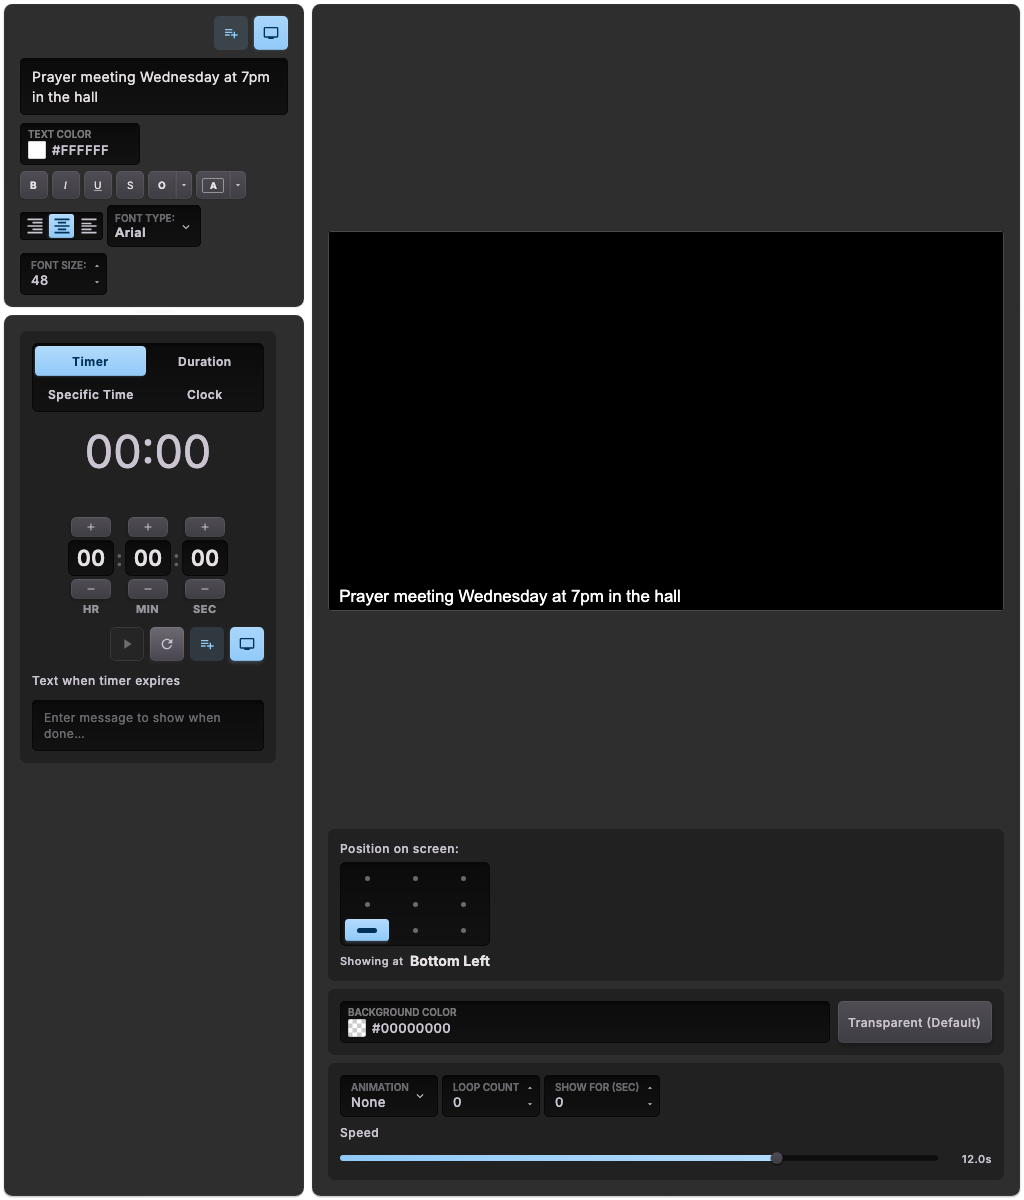 Prayer meeting Wednesday at 7pm
in the hall
TEXT COLOR
#FFFFFF
B I U S O A
FONT TYPE:
Arial
FONT SIZE:
48
Timer Duration
Specific Time Clock
00:00
+ + +
00 : 00 : 00
− − −
HR MIN SEC
Text when timer expires
Enter message to show when
done...
Prayer meeting Wednesday at 7pm in the hall
Position on screen:
Showing at Bottom Left
BACKGROUND COLOR
#00000000
Transparent (Default)
ANIMATION
None
LOOP COUNT
0
SHOW FOR (SEC)
0
Speed
12.0s